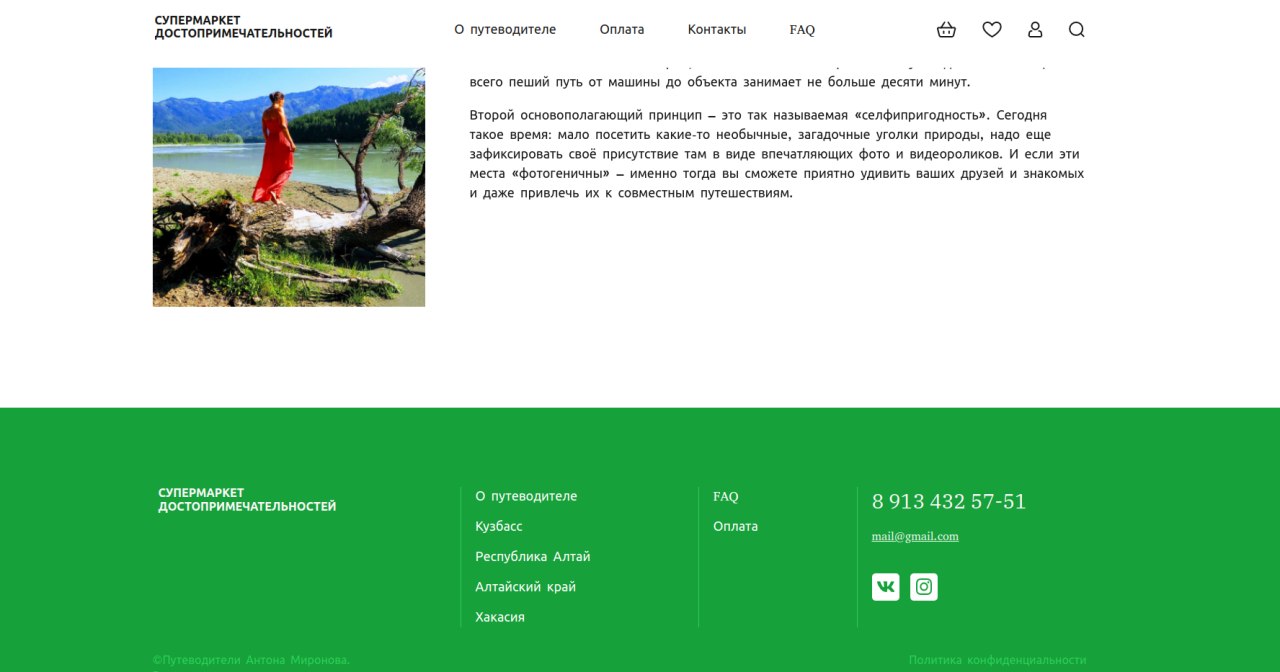 СУПЕРМАРКЕТ
ДОСТОПРИМЕЧАТЕЛЬНОСТЕЙ
О путеводителе
Оплата
Контакты
FAQ
всего пеший путь от машины до объекта занимает не больше десяти минут.
Второй основополагающий принцип – это так называемая «селфипригодность». Сегодня
такое время: мало посетить какие-то необычные, загадочные уголки природы, надо еще
зафиксировать своё присутствие там в виде впечатляющих фото и видеороликов. И если эти
места «фотогеничны» – именно тогда вы сможете приятно удивить ваших друзей и знакомых
и даже привлечь их к совместным путешествиям.
СУПЕРМАРКЕТ
ДОСТОПРИМЕЧАТЕЛЬНОСТЕЙ
О путеводителе
Кузбасс
Республика Алтай
Алтайский край
Хакасия
FAQ
Оплата
8 913 432 57-51
mail@gmail.com
©Путеводители Антона Миронова.
Политика конфиденциальности